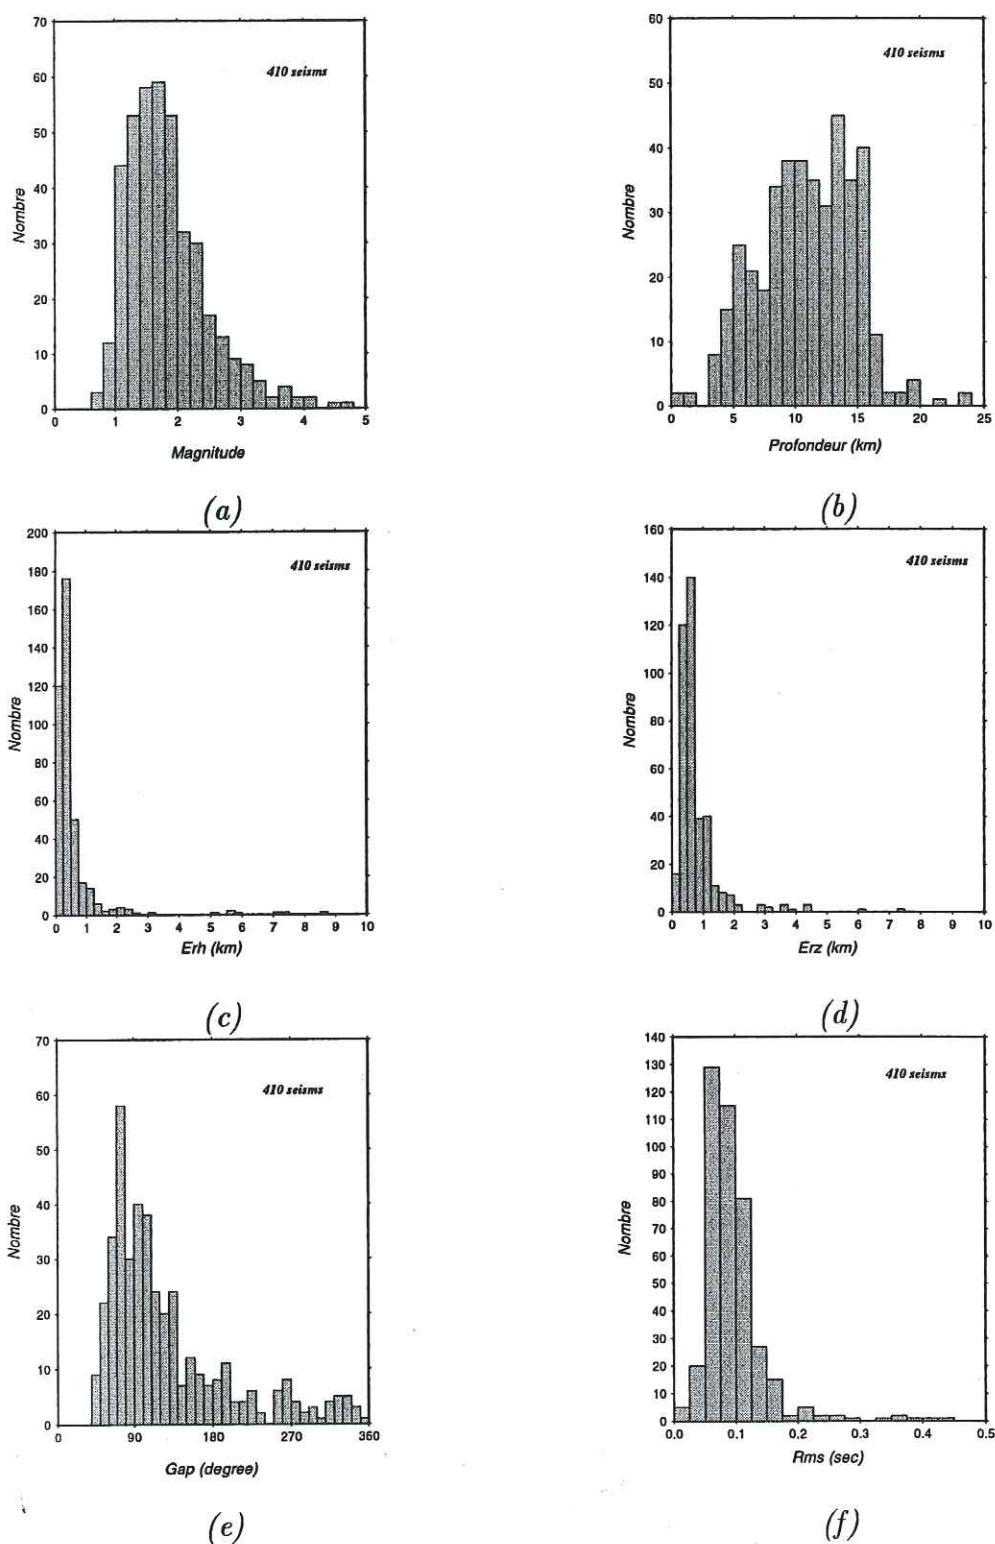 70
60
50
40
30
20
10
0
Nombre
410 seisms
0 1 2 3 4 5
Magnitude
(a)
60
50
40
30
20
10
0
Nombre
410 seisms
0 5 10 15 20 25
Profondeur (km)
(b)
200
180
160
140
120
100
80
60
40
20
0
Nombre
410 seisms
0 1 2 3 4 5 6 7 8 9 10
Erh (km)
(c)
160
140
120
100
80
60
40
20
0
Nombre
410 seisms
0 1 2 3 4 5 6 7 8 9 10
Erz (km)
(d)
70
60
50
40
30
20
10
0
Nombre
410 seisms
0 90 180 270 360
Gap (degree)
(e)
140
130
120
110
100
90
80
70
60
50
40
30
20
10
0
Nombre
410 seisms
0.0 0.1 0.2 0.3 0.4 0.5
Rms (sec)
(f)